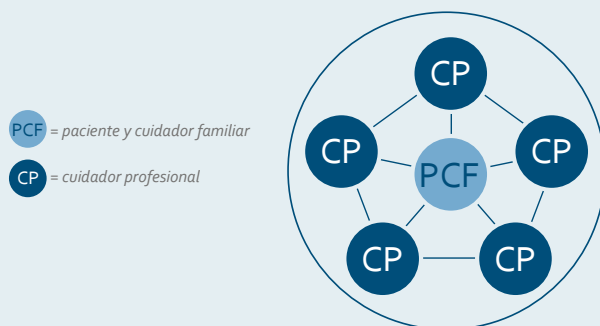 PCF = paciente y cuidador familiar
CP = cuidador profesional
CP
CP
CP
PCF
CP
CP